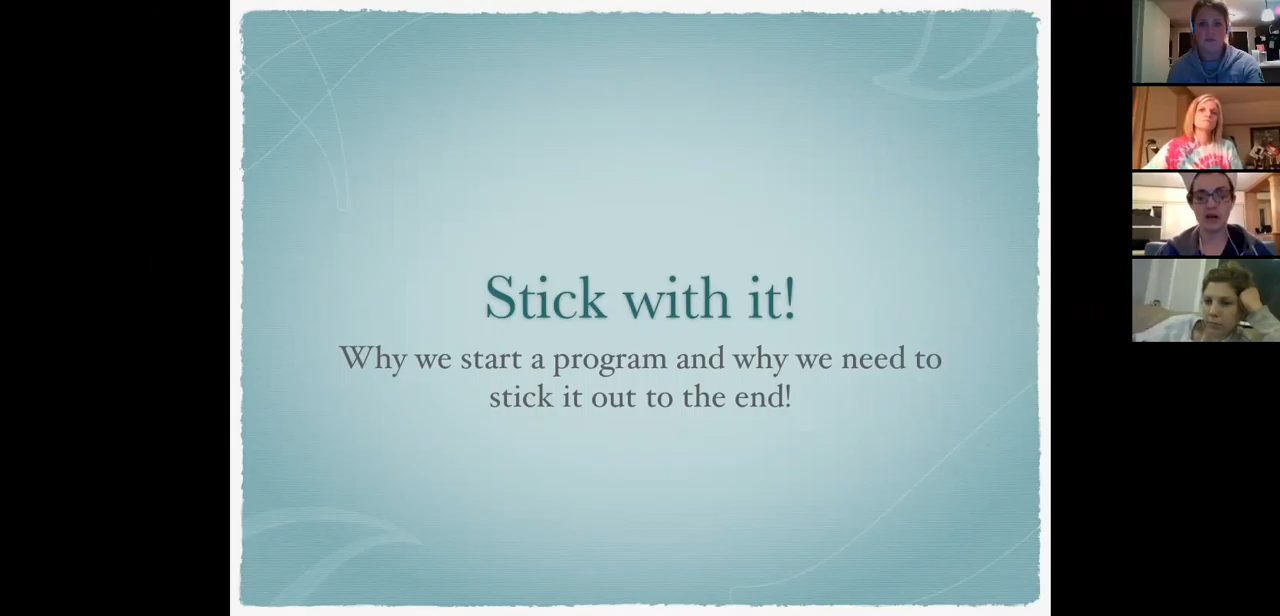 Stick with it!
Why we start a program and why we need to
stick it out to the end!